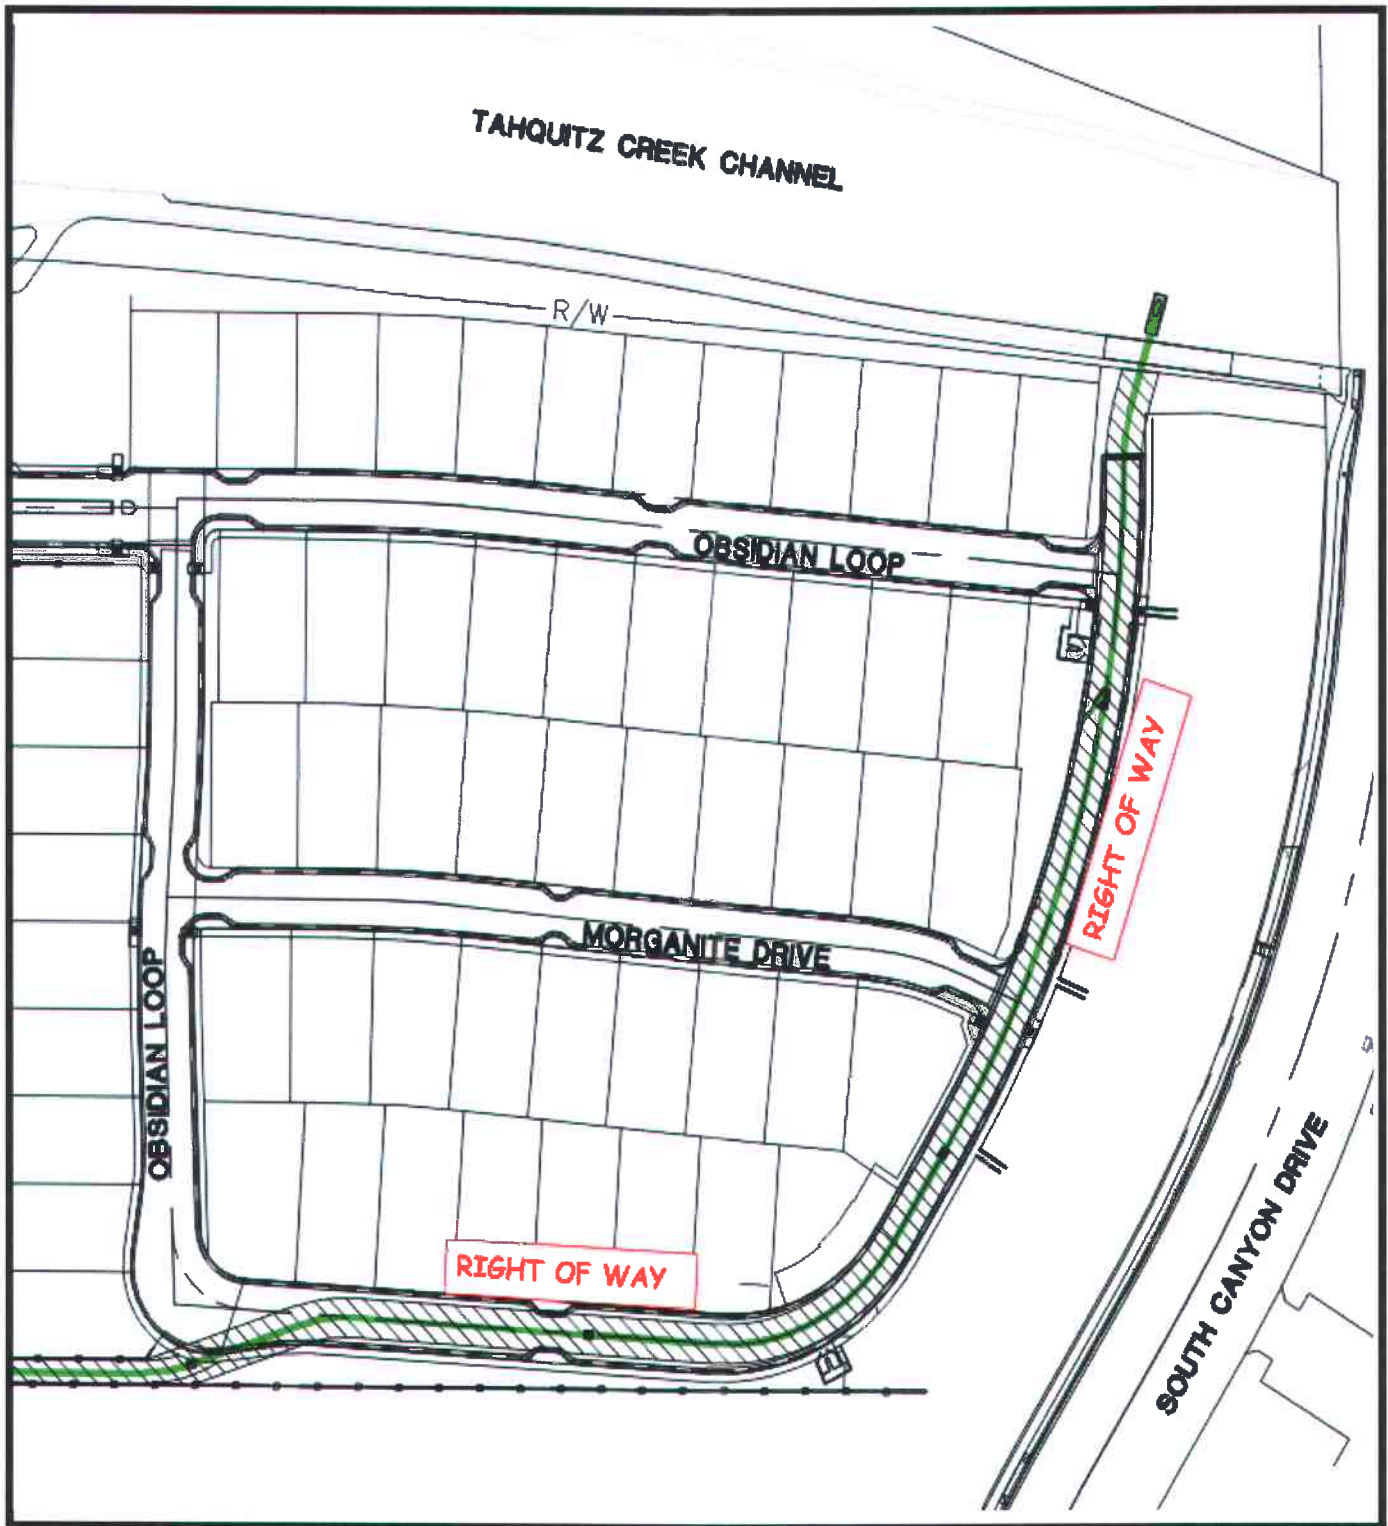 TAHQUITZ CREEK CHANNEL
R/W
OBSIDIAN LOOP
RIGHT OF WAY
MORGANITE DRIVE
OBSIDIAN LOOP
RIGHT OF WAY
SOUTH CANYON DRIVE